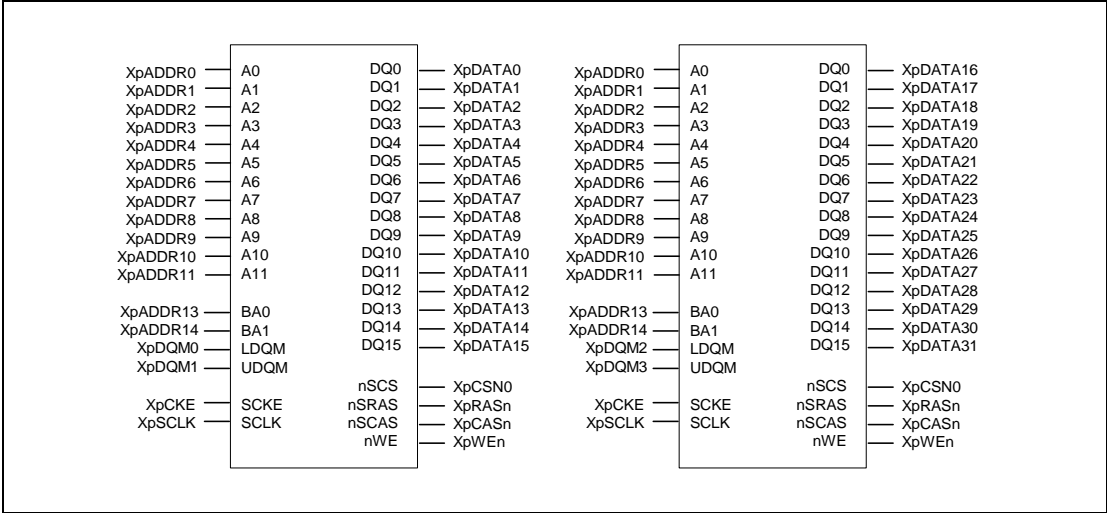 XpADDR0 A0 DQ0 XpDATA0 XpADDR0 A0 DQ0 XpDATA16
XpADDR1 A1 DQ1 XpDATA1 XpADDR1 A1 DQ1 XpDATA17
XpADDR2 A2 DQ2 XpDATA2 XpADDR2 A2 DQ2 XpDATA18
XpADDR3 A3 DQ3 XpDATA3 XpADDR3 A3 DQ3 XpDATA19
XpADDR4 A4 DQ4 XpDATA4 XpADDR4 A4 DQ4 XpDATA20
XpADDR5 A5 DQ5 XpDATA5 XpADDR5 A5 DQ5 XpDATA21
XpADDR6 A6 DQ6 XpDATA6 XpADDR6 A6 DQ6 XpDATA22
XpADDR7 A7 DQ7 XpDATA7 XpADDR7 A7 DQ7 XpDATA23
XpADDR8 A8 DQ8 XpDATA8 XpADDR8 A8 DQ8 XpDATA24
XpADDR9 A9 DQ9 XpDATA9 XpADDR9 A9 DQ9 XpDATA25
XpADDR10 A10 DQ10 XpDATA10 XpADDR10 A10 DQ10 XpDATA26
XpADDR11 A11 DQ11 XpDATA11 XpADDR11 A11 DQ11 XpDATA27
DQ12 XpDATA12 DQ12 XpDATA28
XpADDR13 BA0 DQ13 XpDATA13 XpADDR13 BA0 DQ13 XpDATA29
XpADDR14 BA1 DQ14 XpDATA14 XpADDR14 BA1 DQ14 XpDATA30
XpDQM0 LDQM DQ15 XpDATA15 XpDQM2 LDQM DQ15 XpDATA31
XpDQM1 UDQM XpDQM3 UDQM
nSCS XpCSN0 nSCS XpCSN0
XpCKE SCKE nSRAS XpRASn XpCKE SCKE nSRAS XpRASn
XpSCLK SCLK nSCAS XpCASn XpSCLK SCLK nSCAS XpCASn
nWE XpWEn nWE XpWEn